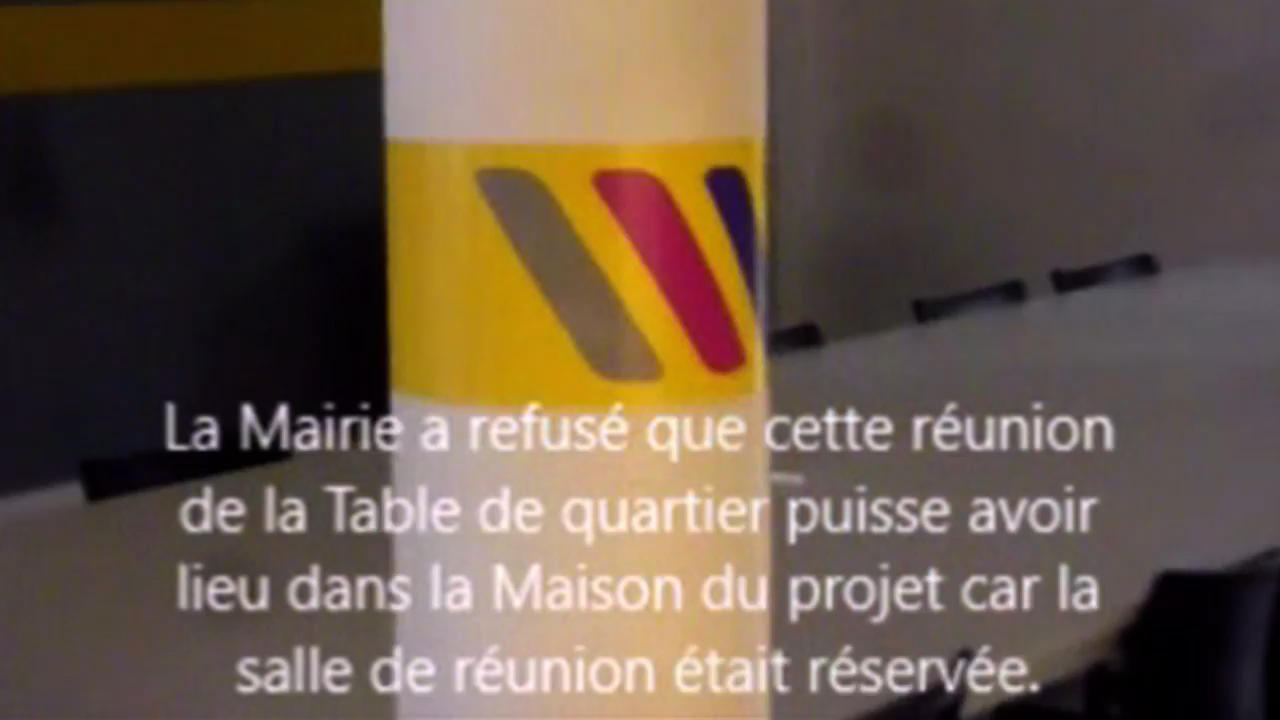 La Mairie a refusé que cette réunion
de la Table de quartier puisse avoir
lieu dans la Maison du projet car la
salle de réunion était réservée.